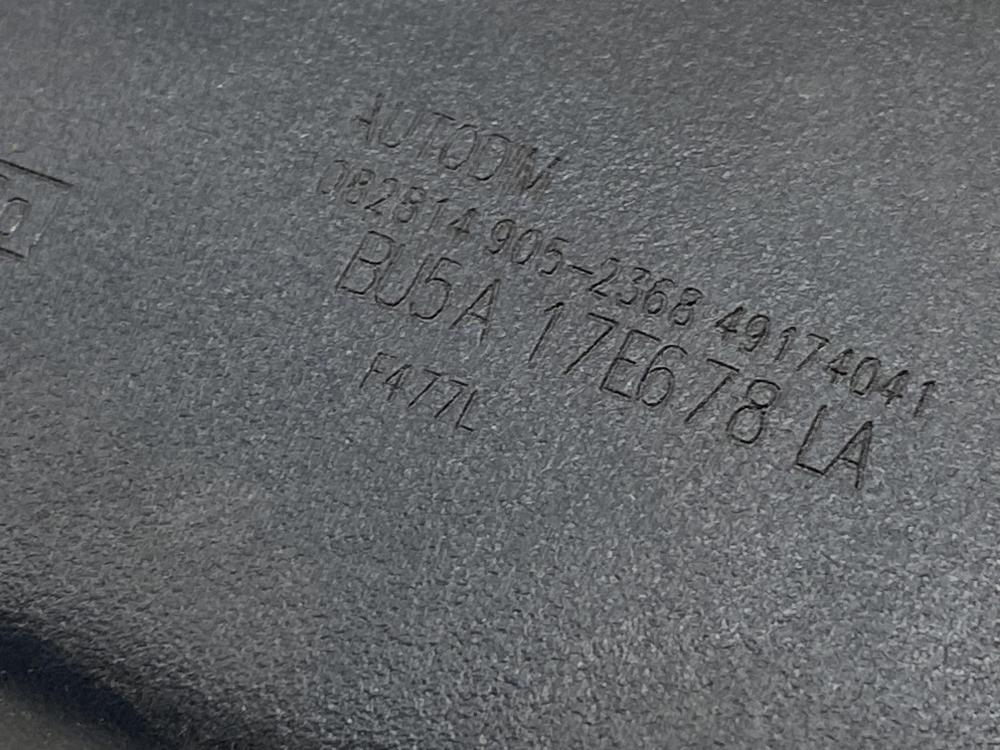 AUTODIM
082814 905-2368 49174041
BU5A 17E678 LA
F477L